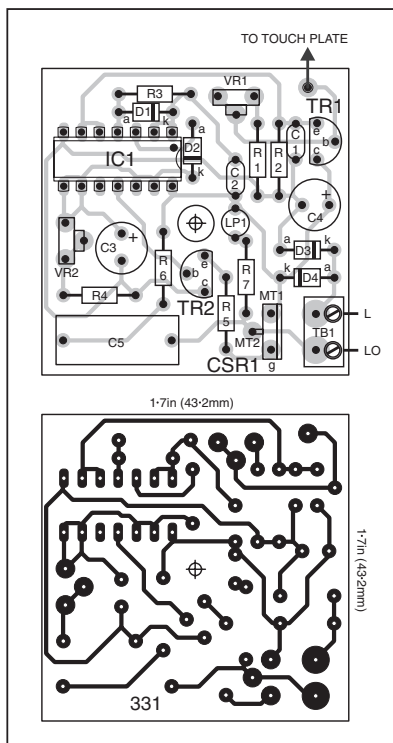 TO TOUCH PLATE
VR1
R3
TR1
D1
a
k
a
e
b
c
IC1
D2
k
R
1
R
2
C
1
C
2
+
C4
LP1
VR2
C3
+
R
6
e
b
c
TR2
a
D3
k
k
D4
a
R4
R
7
MT1
R
5
MT2
TB1
L
C5
CSR1
g
LO
1·7in (43·2mm)
1·7in (43·2mm)
331